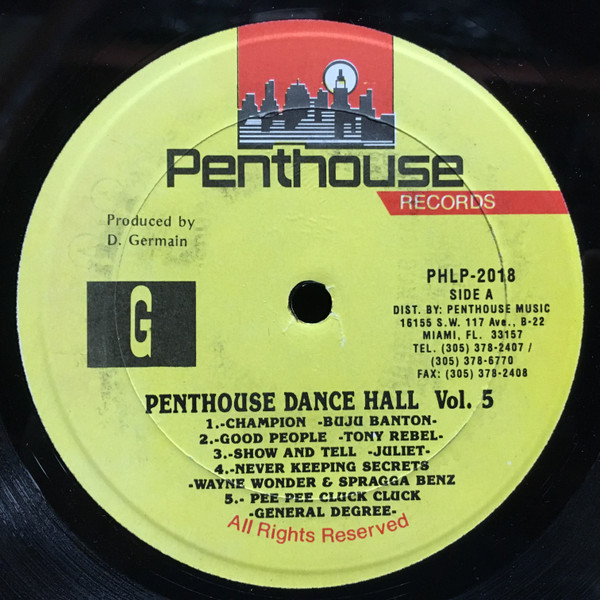 Penthouse
RECORDS
Produced by
D. Germain
G
PHLP-2018
SIDE A
DIST. BY: PENTHOUSE MUSIC
16155 S.W. 117 Ave., B-22
MIAMI, FL. 33157
TEL. (305) 378-2407 /
(305) 378-6770
FAX: (305) 378-2408
PENTHOUSE DANCE HALL Vol. 5
1.-CHAMPION -BUJU BANTON-
2.-GOOD PEOPLE -TONY REBEL-
3.-SHOW AND TELL -JULIET-
4.-NEVER KEEPING SECRETS
-WAYNE WONDER & SPRAGGA BENZ
5.- PEE PEE CLUCK CLUCK
-GENERAL DEGREE-
All Rights Reserved